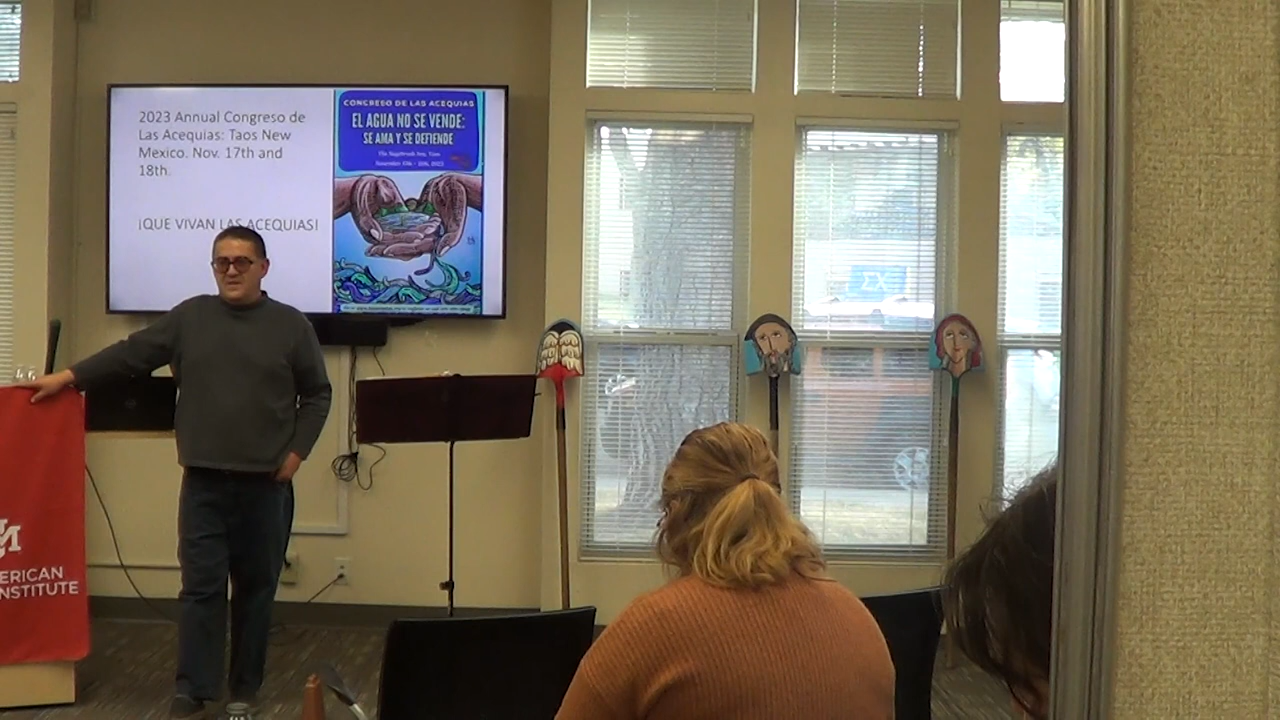 2023 Annual Congreso de
Las Acequias: Taos New
Mexico. Nov. 17th and
18th.
¡QUE VIVAN LAS ACEQUIAS!
CONGRESO DE LAS ACEQUIAS
EL AGUA NO SE VENDE:
SE AMA Y SE DEFIENDE
ΣΧ
ERICAN
NSTITUTE